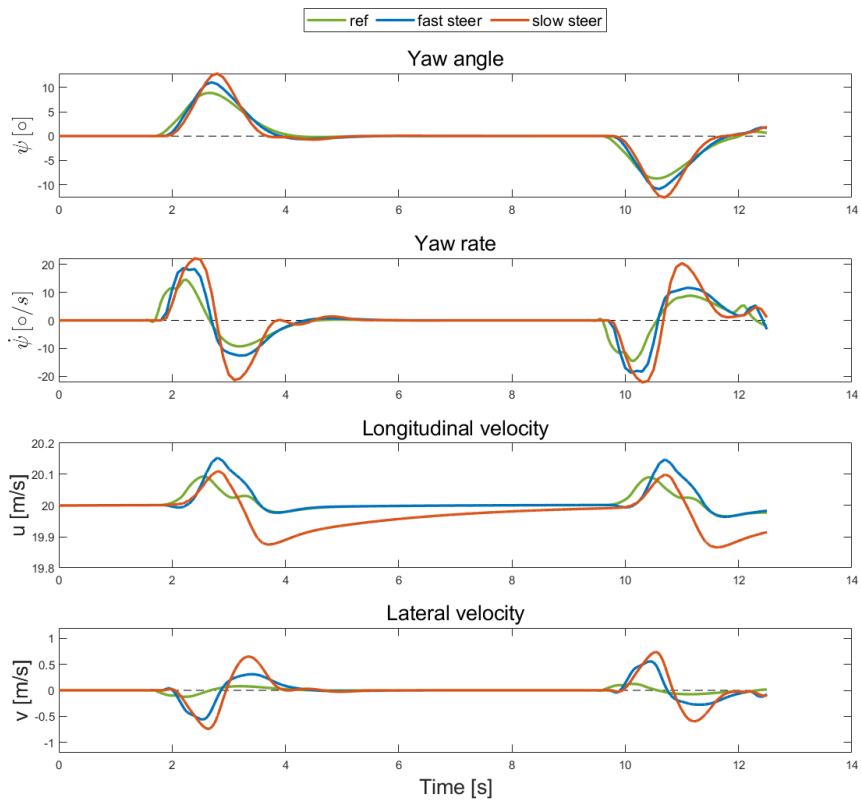 ref fast steer slow steer
Yaw angle
10
5
0
-5
-10
ψ [○]
0 2 4 6 8 10 12 14
Yaw rate
20
10
0
-10
-20
ψ̇ [○/s]
0 2 4 6 8 10 12 14
Longitudinal velocity
20.2
20.1
20
19.9
19.8
u [m/s]
0 2 4 6 8 10 12 14
Lateral velocity
1
0.5
0
-0.5
-1
v [m/s]
0 2 4 6 8 10 12 14
Time [s]